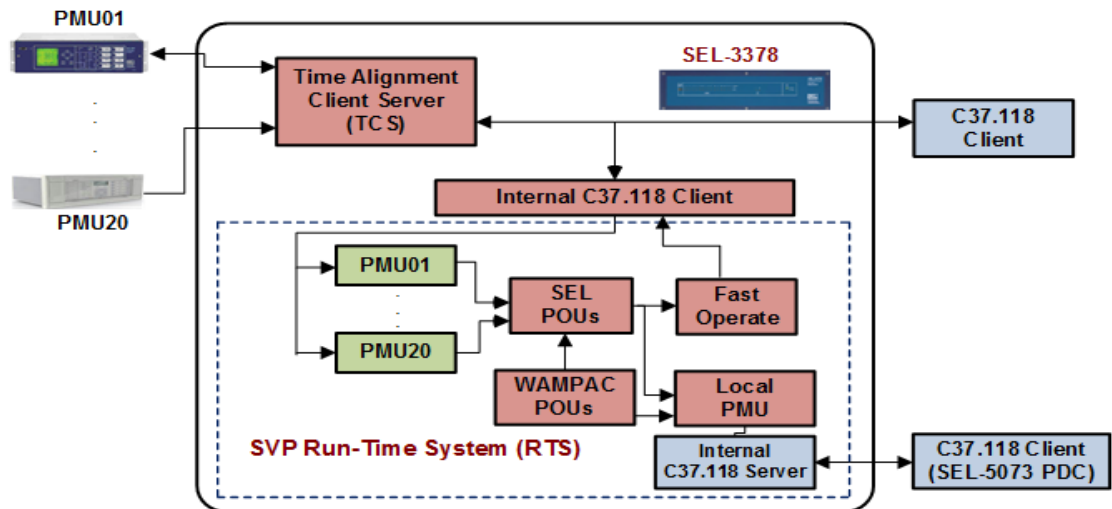 PMU01
SEL-3378
Time Alignment
Client Server
(TCS)
C37.118
Client
PMU20
Internal C37.118 Client
PMU01
SEL
POUs
Fast
Operate
PMU20
WAMPAC
POUs
Local
PMU
SVP Run-Time System (RTS)
Internal
C37.118 Server
C37.118 Client
(SEL-5073 PDC)